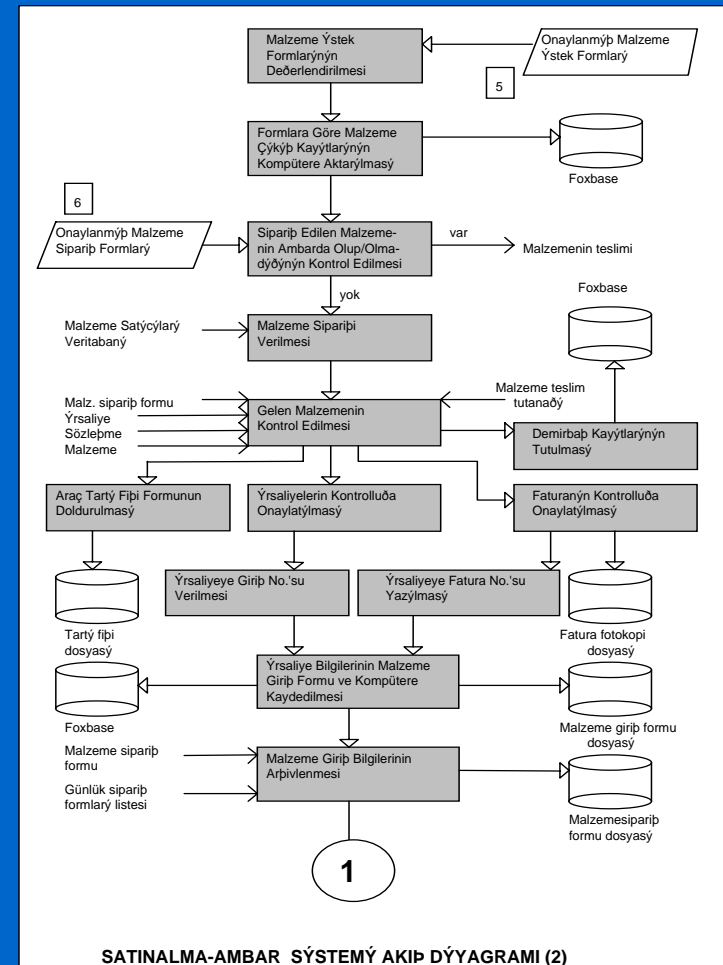 Malzeme Ýstek
Formlarýnýn
Deðerlendirilmesi
Onaylanmýþ Malzeme
Ýstek Formlarý
5
Formlara Göre Malzeme
Çýkýþ Kayýtlarýnýn
Kompütere Aktarýlmasý
Foxbase
6
Onaylanmýþ Malzeme
Sipariþ Formlarý
Sipariþ Edilen Malzeme-
nin Ambarda Olup/Olma-
dýðýnýn Kontrol Edilmesi
var
Malzemenin teslimi
yok
Foxbase
Malzeme Satýcýlarý
Veritabaný
Malzeme Sipariþi
Verilmesi
Malz. sipariþ formu
Ýrsaliye
Sözleþme
Malzeme
Gelen Malzemenin
Kontrol Edilmesi
Malzeme teslim
tutanaðý
Demirbaþ Kayýtlarýnýn
Tutulmasý
Araç Tartý Fiþi Formunun
Doldurulmasý
Ýrsaliyelerin Kontrolluða
Onaylatýlmasý
Faturanýn Kontrolluða
Onaylatýlmasý
Ýrsaliyeye Giriþ No.'su
Verilmesi
Ýrsaliyeye Fatura No.'su
Yazýlmasý
Tartý fiþi
dosyasý
Fatura fotokopi
dosyasý
Ýrsaliye Bilgilerinin Malzeme
Giriþ Formu ve Kompütere
Kaydedilmesi
Foxbase
Malzeme giriþ formu
dosyasý
Malzeme sipariþ
formu
Günlük sipariþ
formlarý listesi
Malzeme Giriþ Bilgilerinin
Arþivlenmesi
Malzemesipariþ
formu dosyasý
1
SATINALMA-AMBAR SÝSTEMÝ AKIÞ DÝYAGRAMI (2)